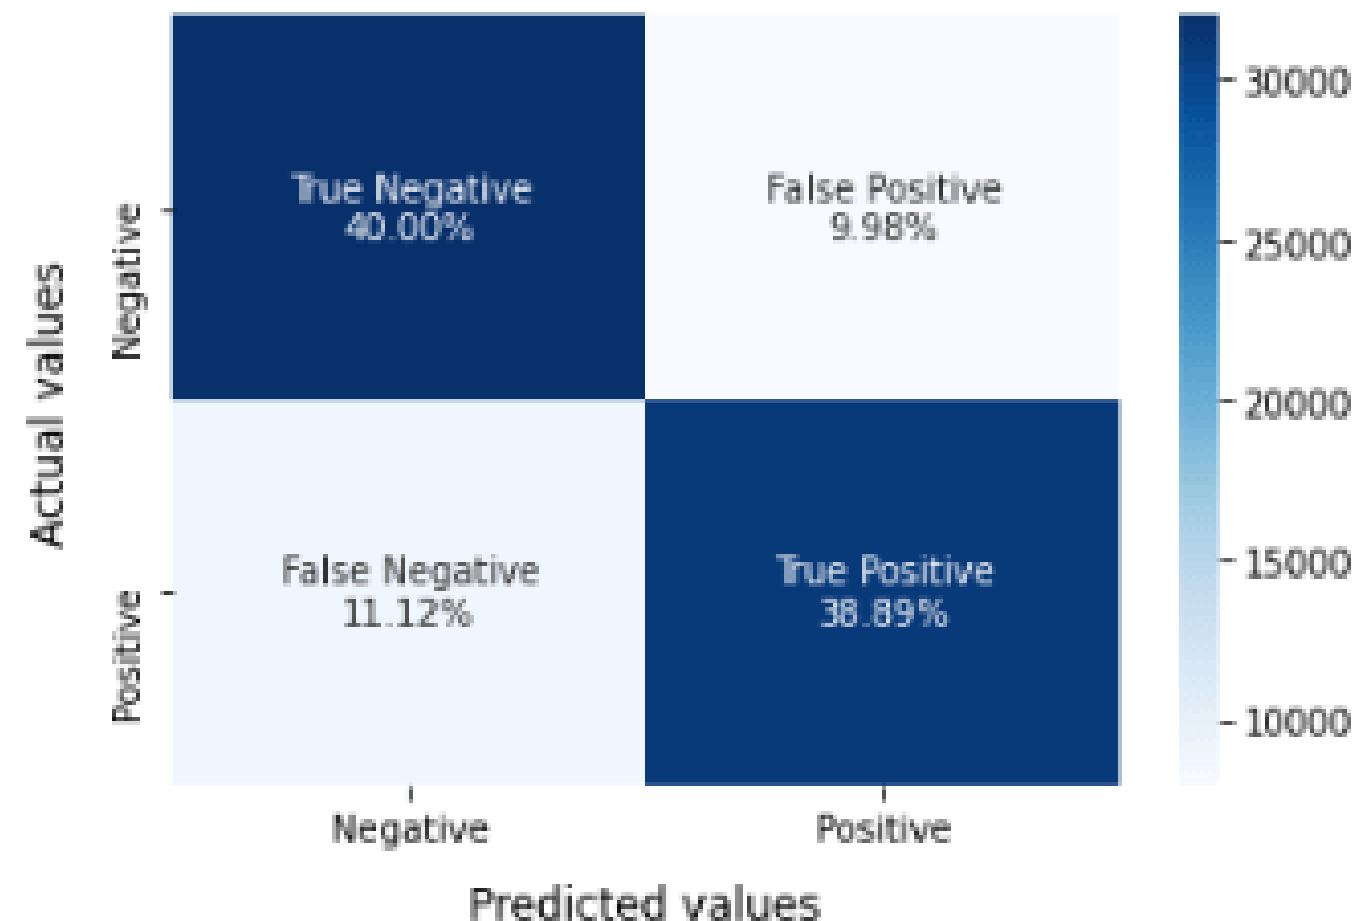 True Negative
40.00%
False Positive
9.98%
False Negative
11.12%
True Positive
38.89%
Actual values
Negative
Positive
Negative
Positive
Predicted values
30000
25000
20000
15000
10000